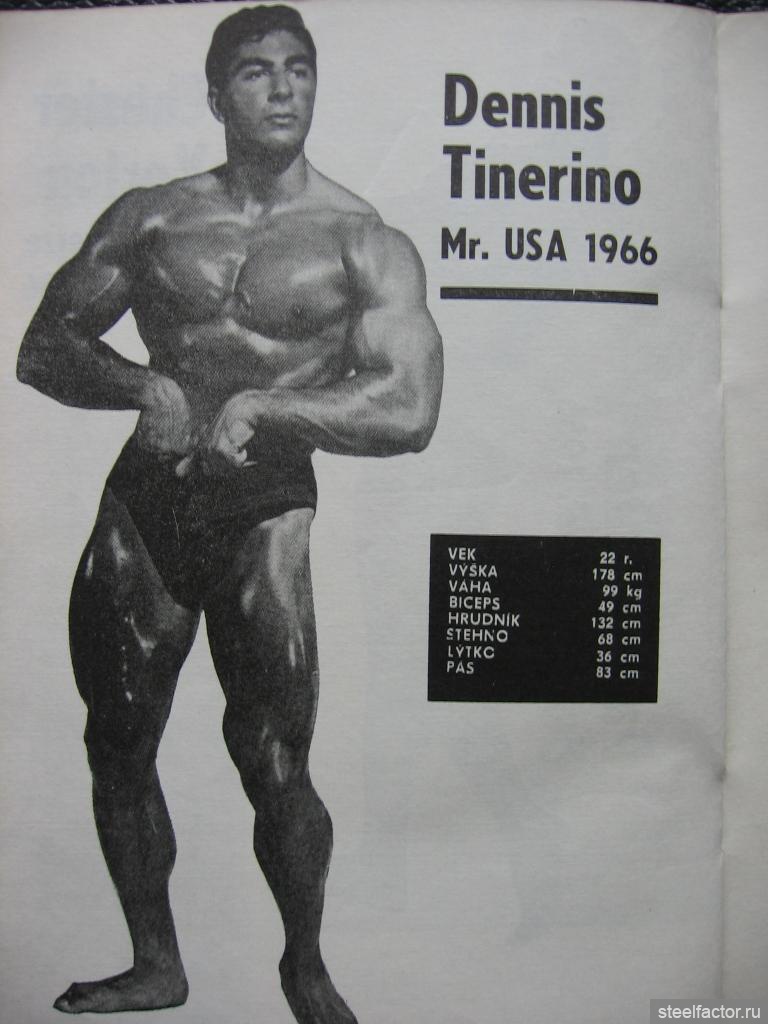 Dennis
Tinerino
Mr. USA 1966
VEK 22 r.
VÝŠKA 178 cm
VÁHA 99 kg
BICEPS 49 cm
HRUDNÍK 132 cm
STEHNO 68 cm
LÝTKO 36 cm
PÁS 83 cm
steelfactor.ru